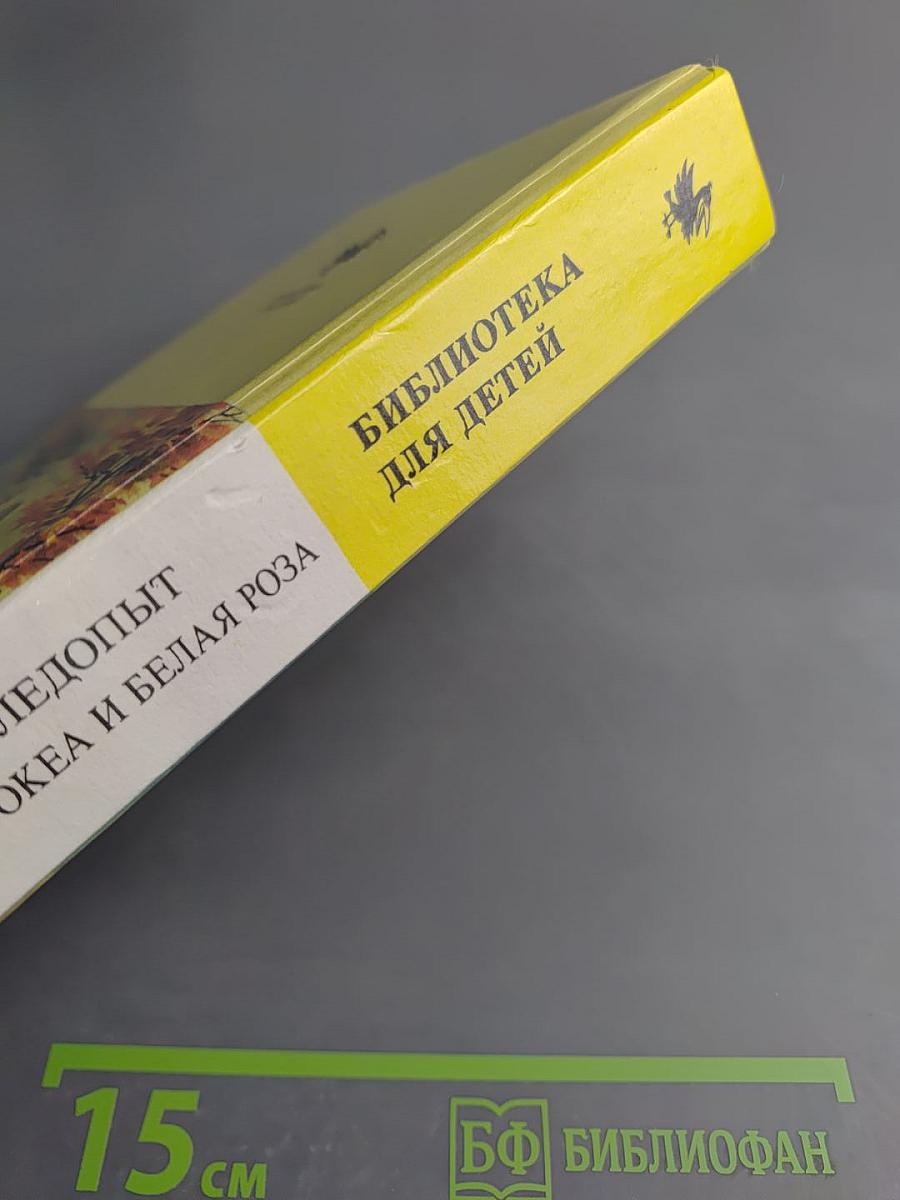 БИБЛИОТЕКА
ДЛЯ ДЕТЕЙ
ЛЕДОПЫТ
ОКЕА И БЕЛАЯ РОЗА
15 см
БФ БИБЛИОФАН